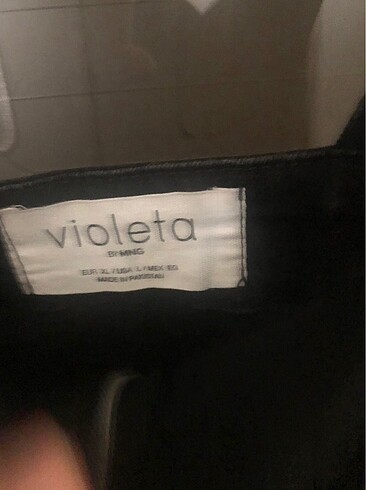 violeta
BY MNG
EUR XL / USA L / MEX EG
MADE IN PAKISTAN